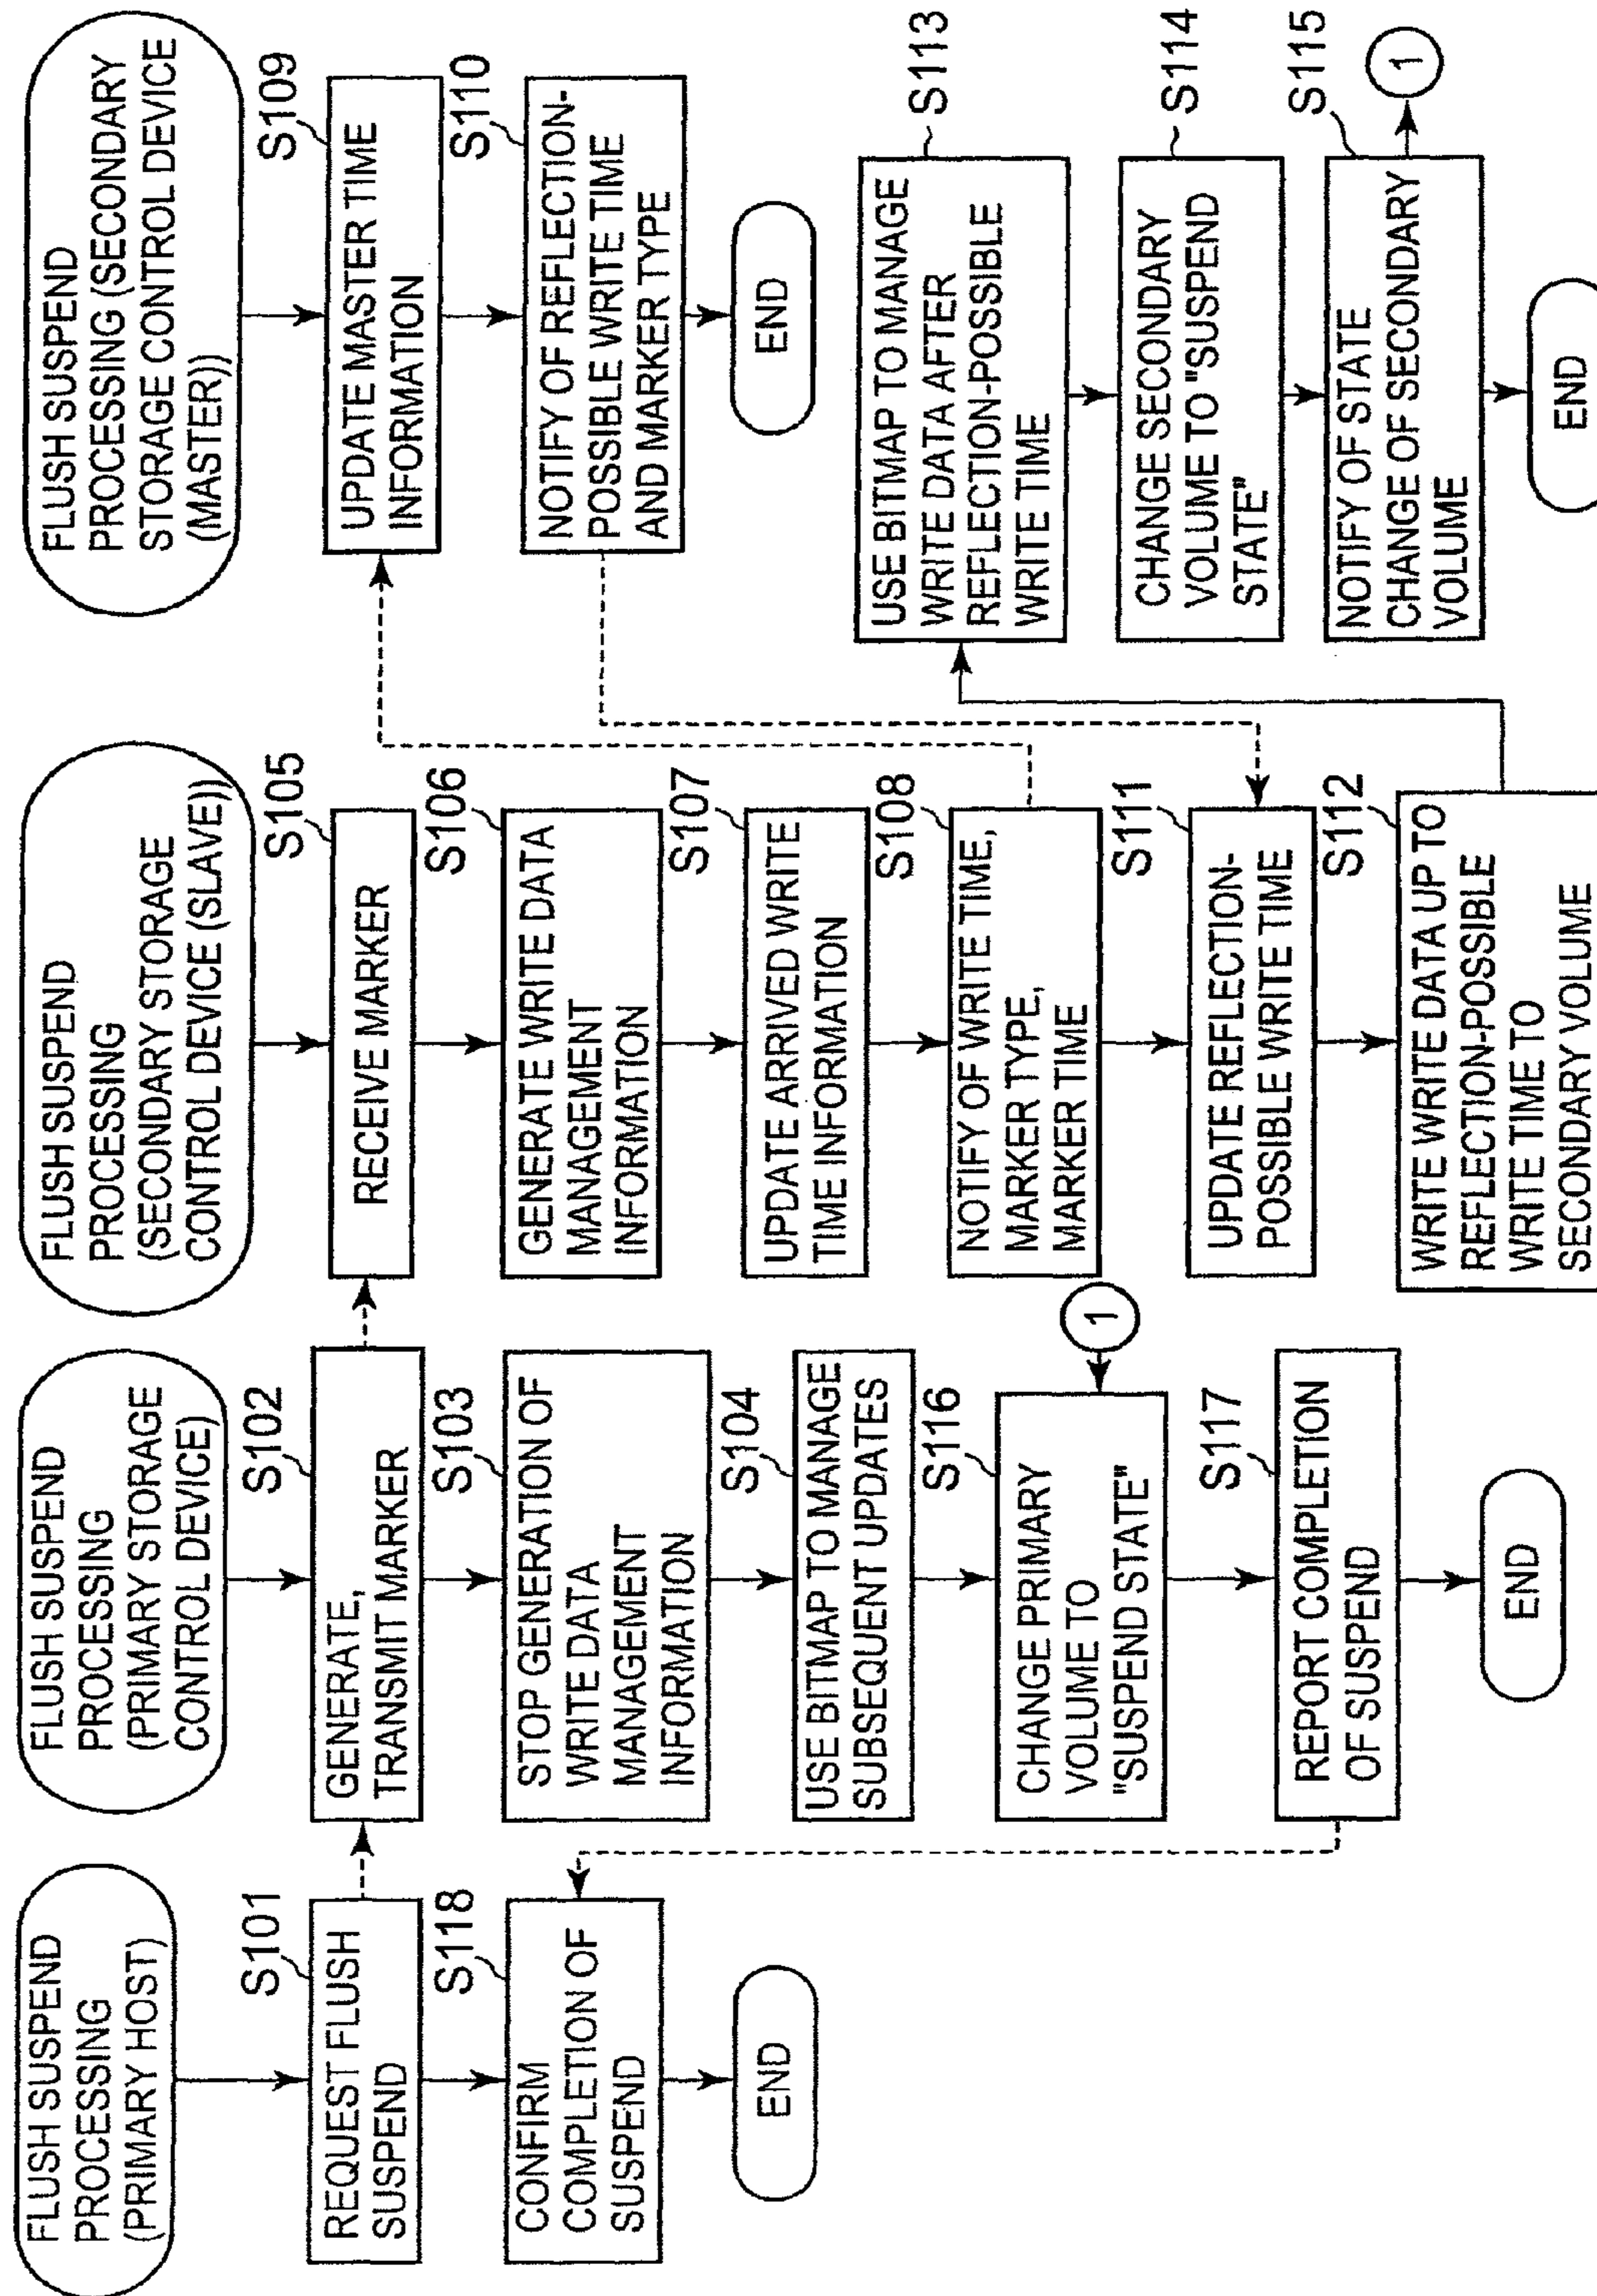 FLUSH SUSPEND
PROCESSING
(PRIMARY HOST)
S101
REQUEST FLUSH
SUSPEND
S118
CONFIRM
COMPLETION OF
SUSPEND
END
FLUSH SUSPEND
PROCESSING
(PRIMARY STORAGE
CONTROL DEVICE)
S102
GENERATE,
TRANSMIT MARKER
S103
STOP GENERATION OF
WRITE DATA
MANAGEMENT
INFORMATION
S104
USE BITMAP TO MANAGE
SUBSEQUENT UPDATES
S116
1
CHANGE PRIMARY
VOLUME TO
"SUSPEND STATE"
S117
REPORT COMPLETION
OF SUSPEND
END
FLUSH SUSPEND
PROCESSING
(SECONDARY STORAGE
CONTROL DEVICE (SLAVE))
S105
RECEIVE MARKER
S106
GENERATE WRITE DATA
MANAGEMENT
INFORMATION
S107
UPDATE ARRIVED WRITE
TIME INFORMATION
S108
NOTIFY OF WRITE TIME,
MARKER TYPE,
MARKER TIME
S111
UPDATE REFLECTION-
POSSIBLE WRITE TIME
S112
WRITE WRITE DATA UP TO
REFLECTION-POSSIBLE
WRITE TIME TO
SECONDARY VOLUME
FLUSH SUSPEND
PROCESSING (SECONDARY
STORAGE CONTROL DEVICE
(MASTER))
S109
UPDATE MASTER TIME
INFORMATION
S110
NOTIFY OF REFLECTION-
POSSIBLE WRITE TIME
AND MARKER TYPE
END
S113
USE BITMAP TO MANAGE
WRITE DATA AFTER
REFLECTION-POSSIBLE
WRITE TIME
S114
CHANGE SECONDARY
VOLUME TO "SUSPEND
STATE"
S115
NOTIFY OF STATE
CHANGE OF SECONDARY
VOLUME
1
END